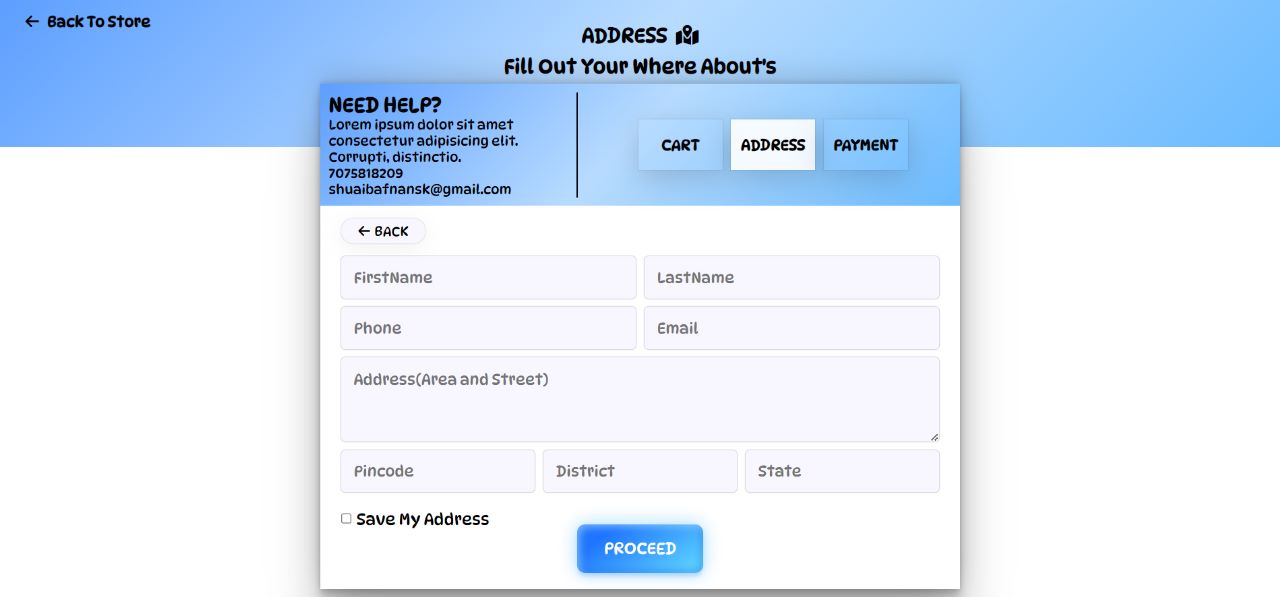 Back To Store
ADDRESS
Fill Out Your Where About's
NEED HELP?
Lorem ipsum dolor sit amet
consectetur adipisicing elit.
Corrupti, distinctio.
7075818209
shuaibafnansk@gmail.com
CART
ADDRESS
PAYMENT
BACK
FirstName
LastName
Phone
Email
Address(Area and Street)
Pincode
District
State
Save My Address
PROCEED